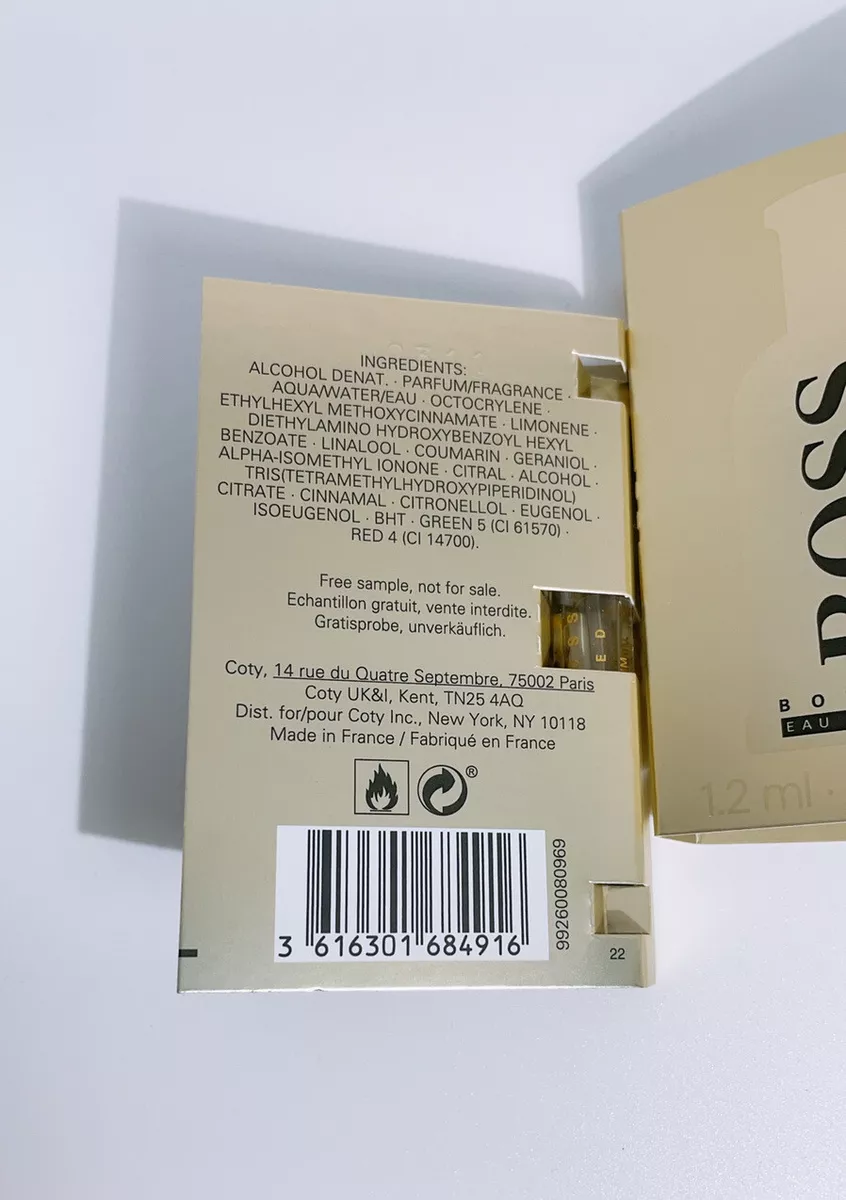 INGREDIENTS:
ALCOHOL DENAT. · PARFUM/FRAGRANCE ·
AQUA/WATER/EAU · OCTOCRYLENE ·
ETHYLHEXYL METHOXYCINNAMATE · LIMONENE ·
DIETHYLAMINO HYDROXYBENZOYL HEXYL
BENZOATE · LINALOOL · COUMARIN · GERANIOL ·
ALPHA-ISOMETHYL IONONE · CITRAL · ALCOHOL ·
TRIS(TETRAMETHYLHYDROXYPIPERIDINOL)
CITRATE · CINNAMAL · CITRONELLOL · EUGENOL ·
ISOEUGENOL · BHT · GREEN 5 (CI 61570) ·
RED 4 (CI 14700).
Free sample, not for sale.
Echantillon gratuit, vente interdite.
Gratisprobe, unverkäuflich.
Coty, 14 rue du Quatre Septembre, 75002 Paris
Coty UK&I, Kent, TN25 4AQ
Dist. for/pour Coty Inc., New York, NY 10118
Made in France / Fabriqué en France
®
3 616301 684916
99260080969
22
BOSS
BO
EAU
1.2 ml ·